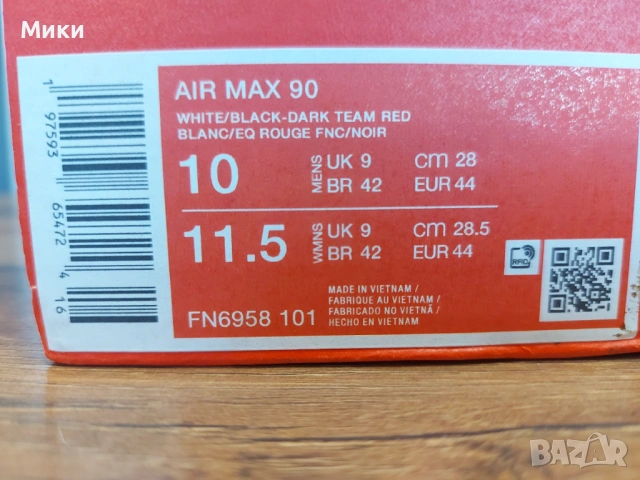 Мики
AIR MAX 90
WHITE/BLACK-DARK TEAM RED
BLANC/EQ ROUGE FNC/NOIR
10 MENS UK 9 cm 28
BR 42 EUR 44
11.5 WMNS UK 9 cm 28.5
BR 42 EUR 44
RFID
MADE IN VIETNAM/
FABRIQUE AU VIETNAM/
FABRICADO NO VIETNÃ/
HECHO EN VIETNAM
FN6958 101
1 97593 65472 4 16
BAZAR